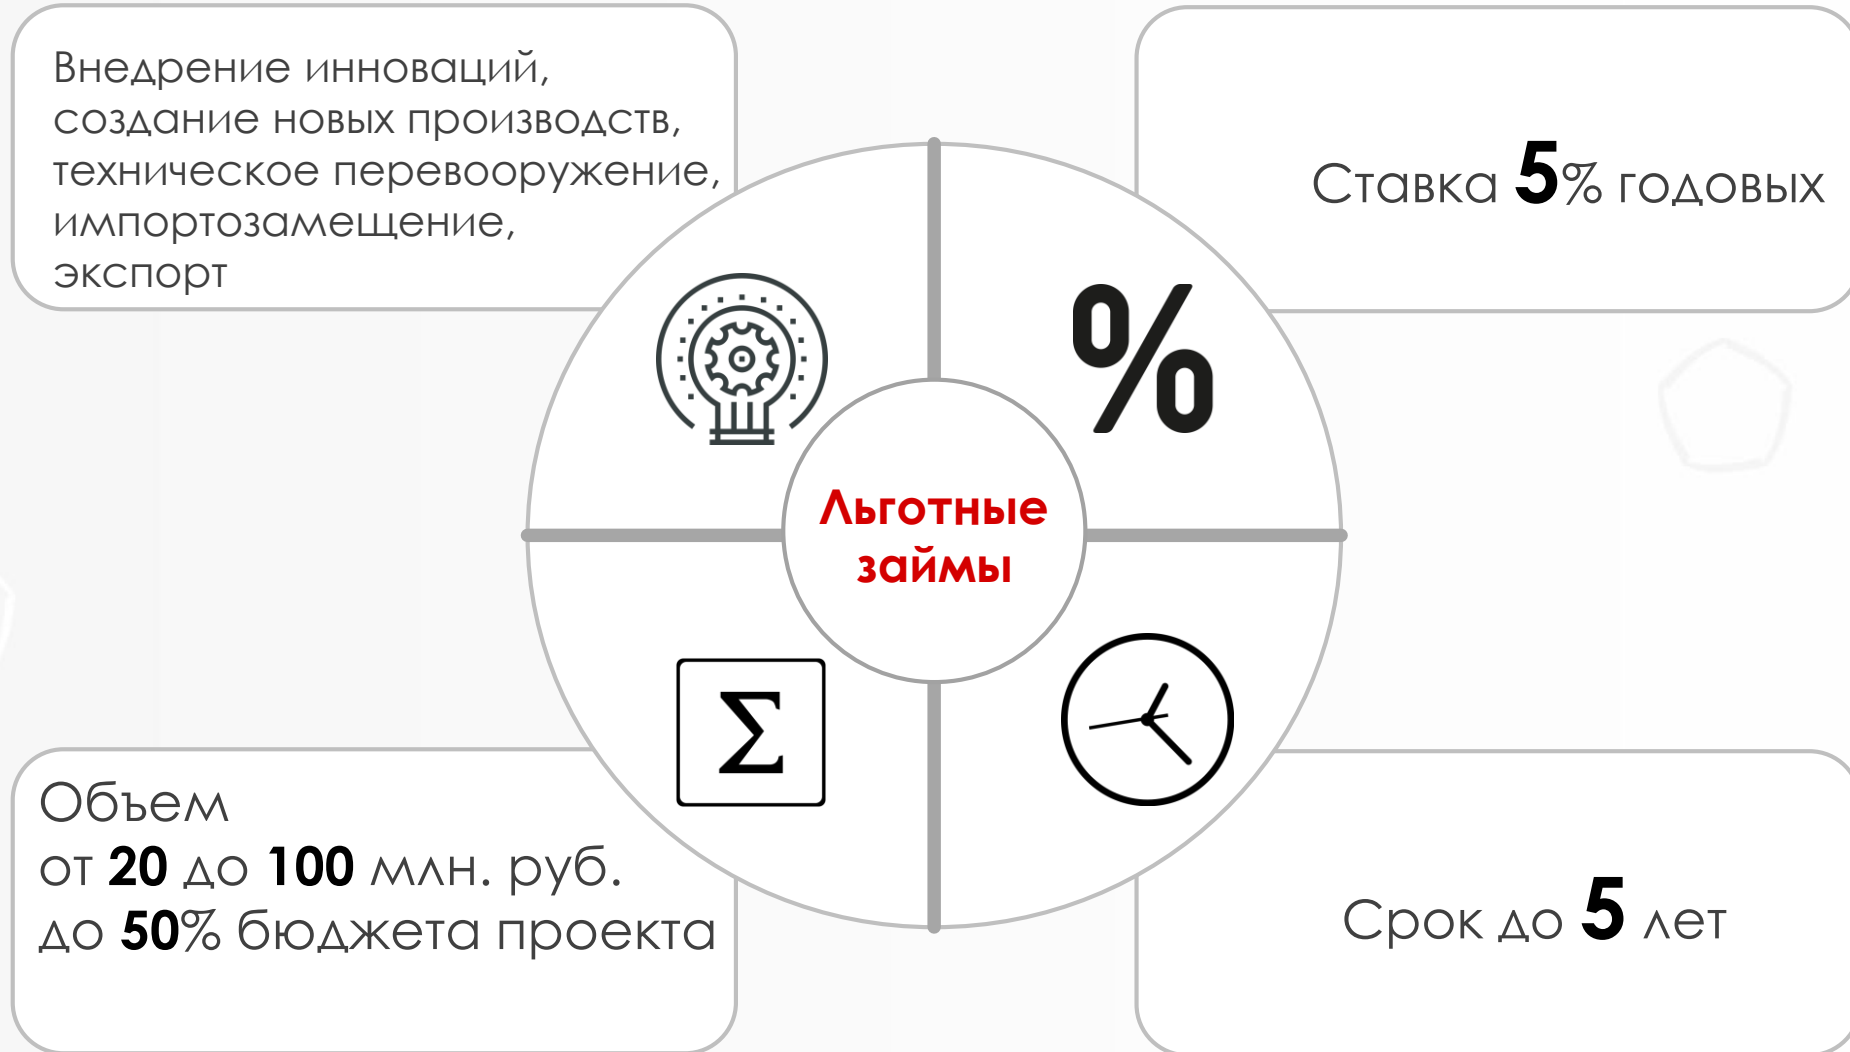 Внедрение инноваций,
создание новых производств,
техническое перевооружение,
импортозамещение,
экспорт
Ставка 5% годовых
%
Льготные
займы
Σ
Объем
от 20 до 100 млн. руб.
до 50% бюджета проекта
Срок до 5 лет